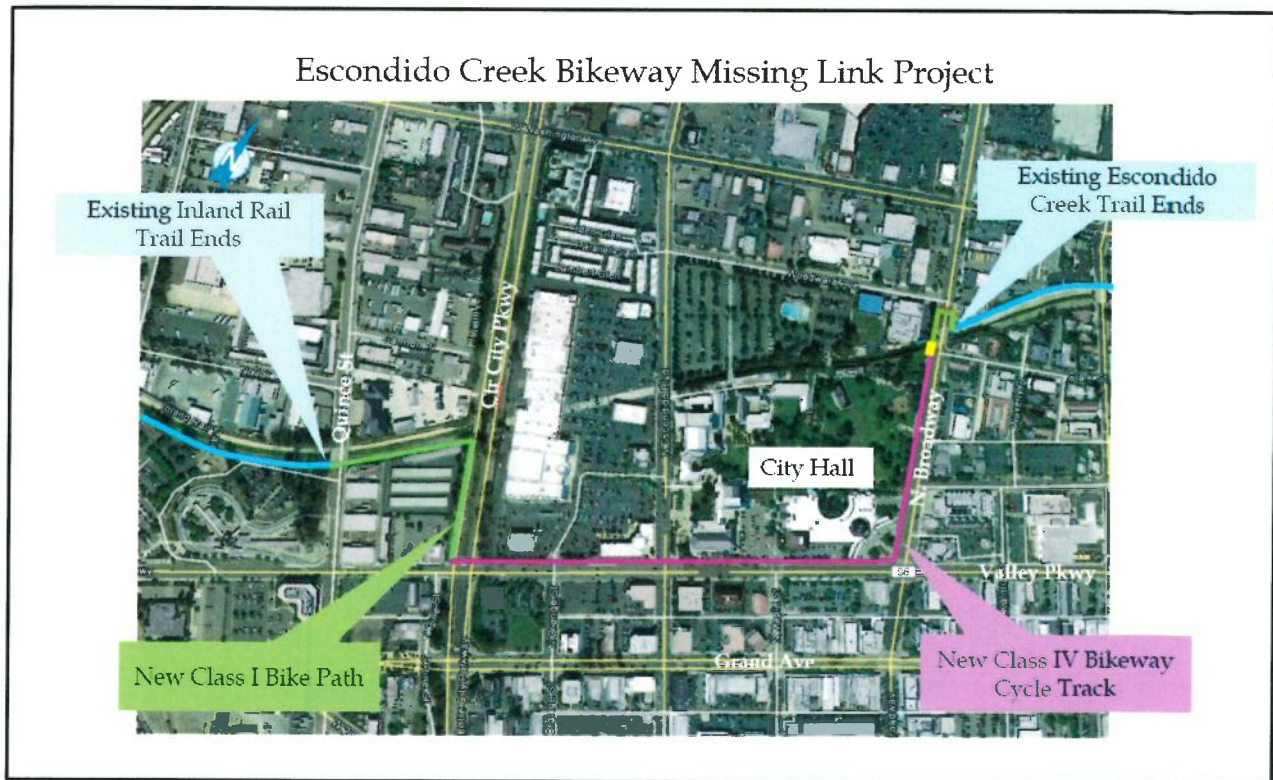 Escondido Creek Bikeway Missing Link Project
Existing Inland Rail
Trail Ends
Existing Escondido
Creek Trail Ends
N
Quince St
Ctr City Pkwy
N. Broadway
City Hall
S6
Valley Pkwy
Grand Ave
New Class I Bike Path
New Class IV Bikeway
Cycle Track